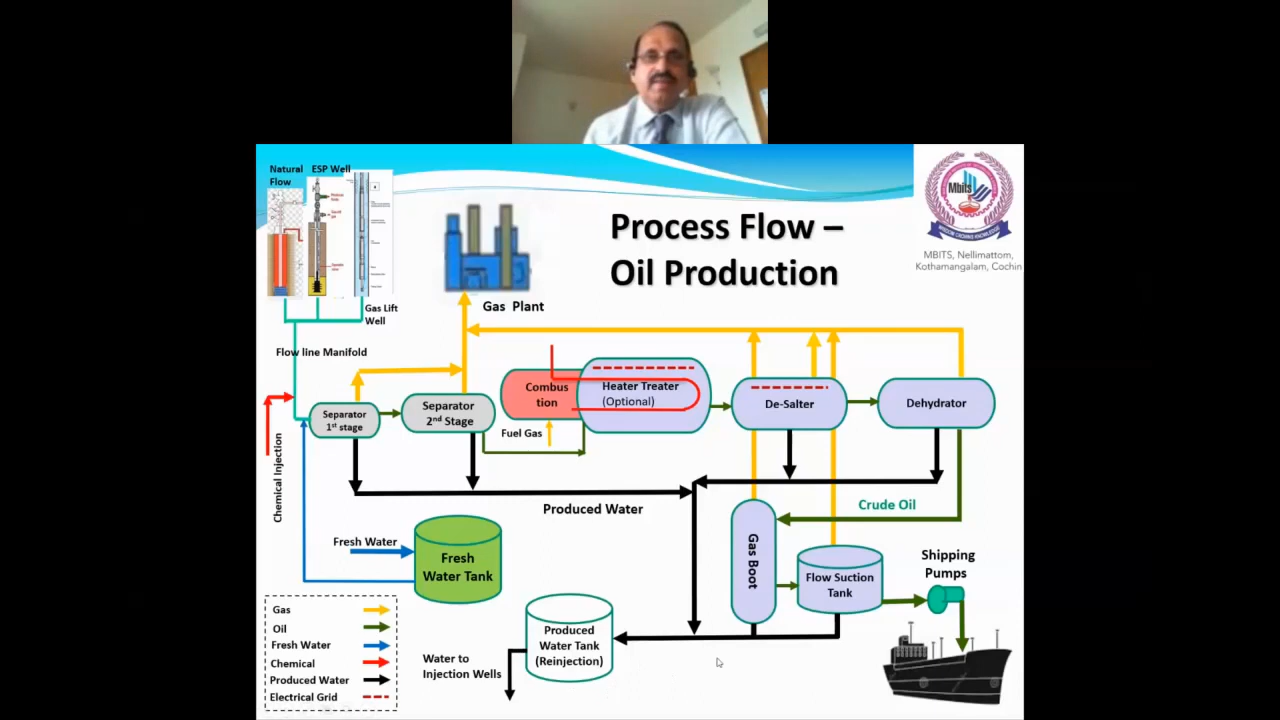 Natural
Flow
ESP Well
Gas Lift
Well
Flow line Manifold
Gas Plant
Process Flow –
Oil Production
Mbits
MBITS, Nellimattom,
Kothamangalam, Cochin
Chemical Injection
Separator
1st stage
Separator
2nd Stage
Combus
tion
Fuel Gas
Heater Treater
(Optional)
De-Salter
Dehydrator
Produced Water
Crude Oil
Fresh Water
Fresh
Water Tank
Gas Boot
Flow Suction
Tank
Shipping
Pumps
Produced
Water Tank
(Reinjection)
Water to
Injection Wells
Gas
Oil
Fresh Water
Chemical
Produced Water
Electrical Grid